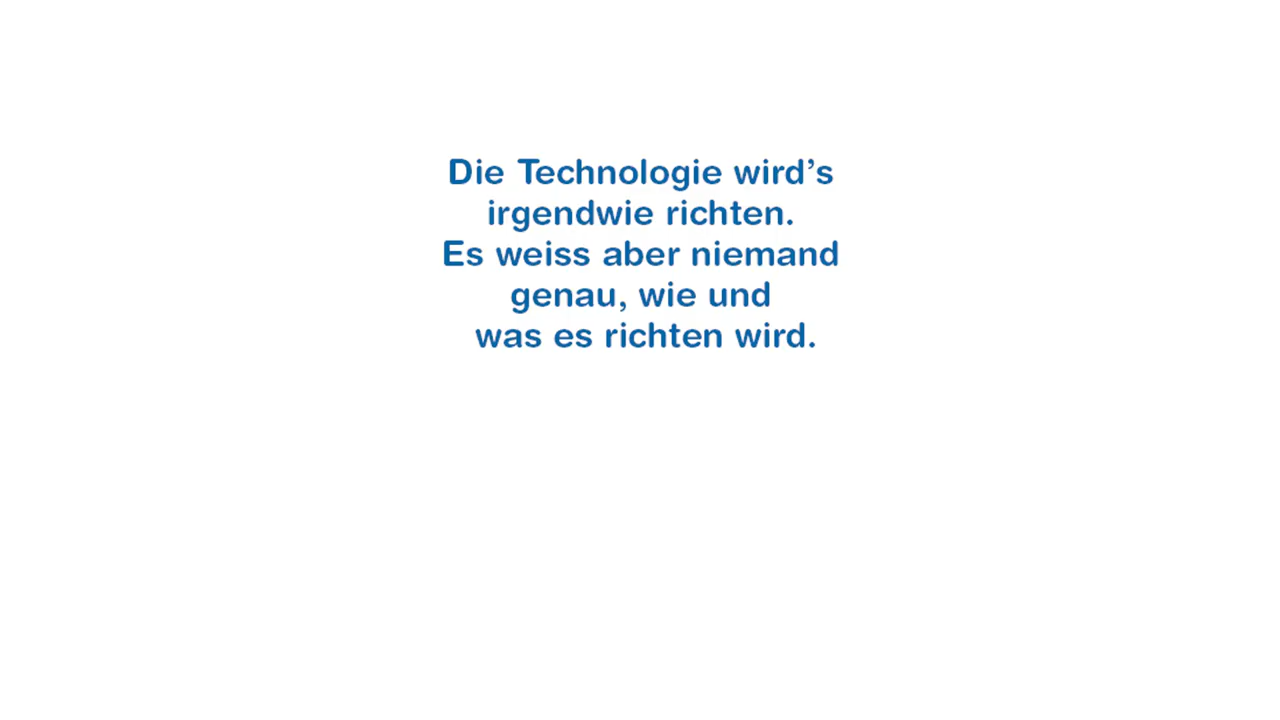 Die Technologie wird’s
irgendwie richten.
Es weiss aber niemand
genau, wie und
was es richten wird.